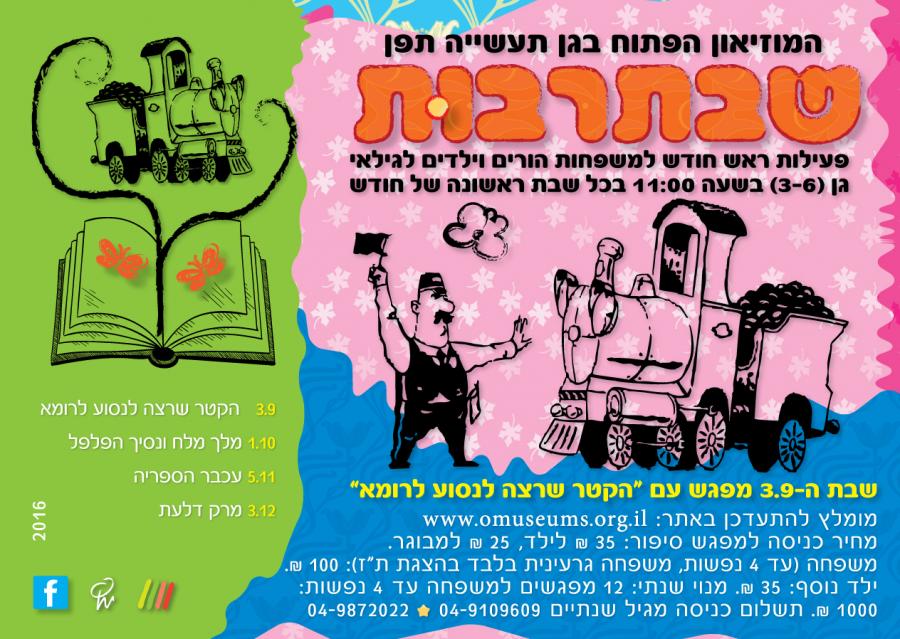 המוזיאון הפתוח בגן תעשייה תפן
שבתרבות
פעילות ראש חודש למשפחות הורים וילדים לגילאי
גן (3-6) בשעה 11:00 בכל שבת ראשונה של חודש
3.9 הקטר שרצה לנסוע לרומא
1.10 מלך מלח ונסיך הפלפל
5.11 עכבר הספריה
3.12 מרק דלעת
2016
שבת ה-3.9 מפגש עם "הקטר שרצה לנסוע לרומא"
מומלץ להתעדכן באתר: www.omuseums.org.il
מחיר כניסה למפגש סיפור: 35 ₪ לילד, 25 ₪ למבוגר.
משפחה (עד 4 נפשות, משפחה גרעינית בלבד בהצגת ת"ז): 100 ₪.
ילד נוסף: 35 ₪. מנוי שנתי: 12 מפגשים למשפחה עד 4 נפשות:
1000 ₪. תשלום כניסה מגיל שנתיים 04-9109609 ★ 04-9872022
f